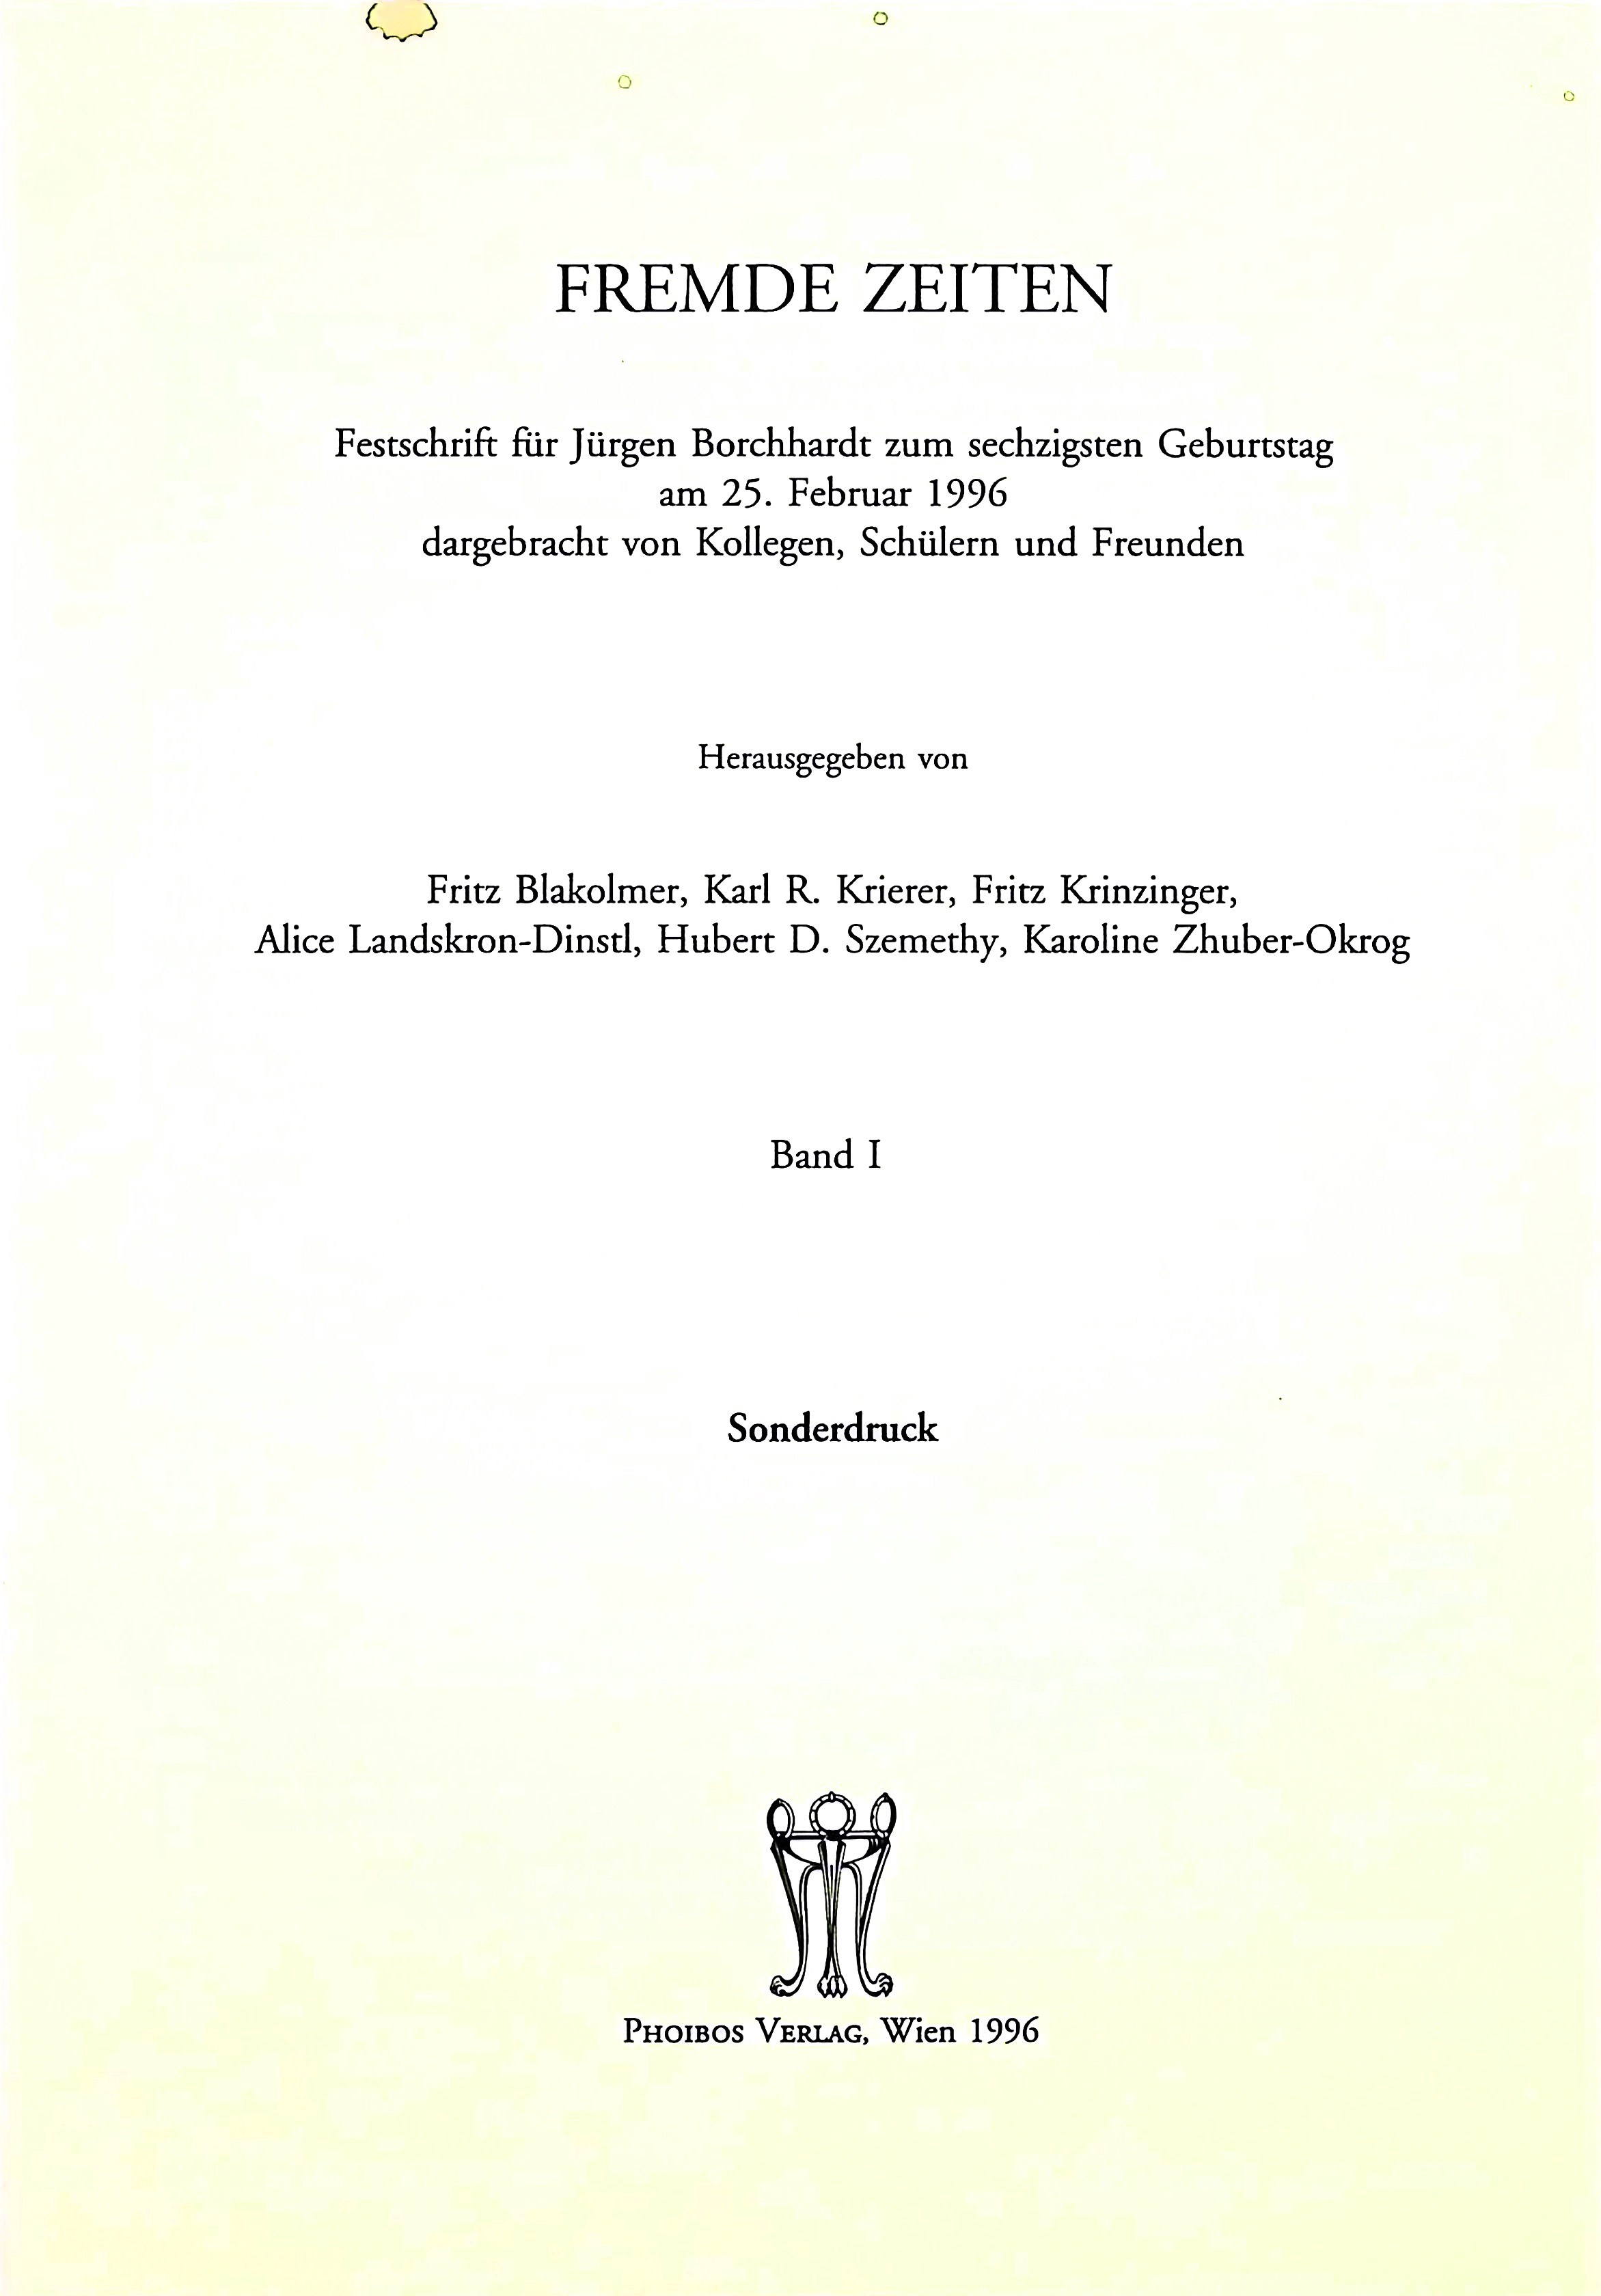 FREMDE ZEITEN
Festschrift für Jürgen Borchhardt zum sechzigsten Geburtstag
am 25. Februar 1996
dargebracht von Kollegen, Schülern und Freunden
Herausgegeben von
Fritz Blakolmer, Karl R. Krierer, Fritz Krinzinger,
Alice Landskron-Dinstl, Hubert D. Szemethy, Karoline Zhuber-Okrog
Band I
Sonderdruck
PHOIBOS VERLAG, Wien 1996